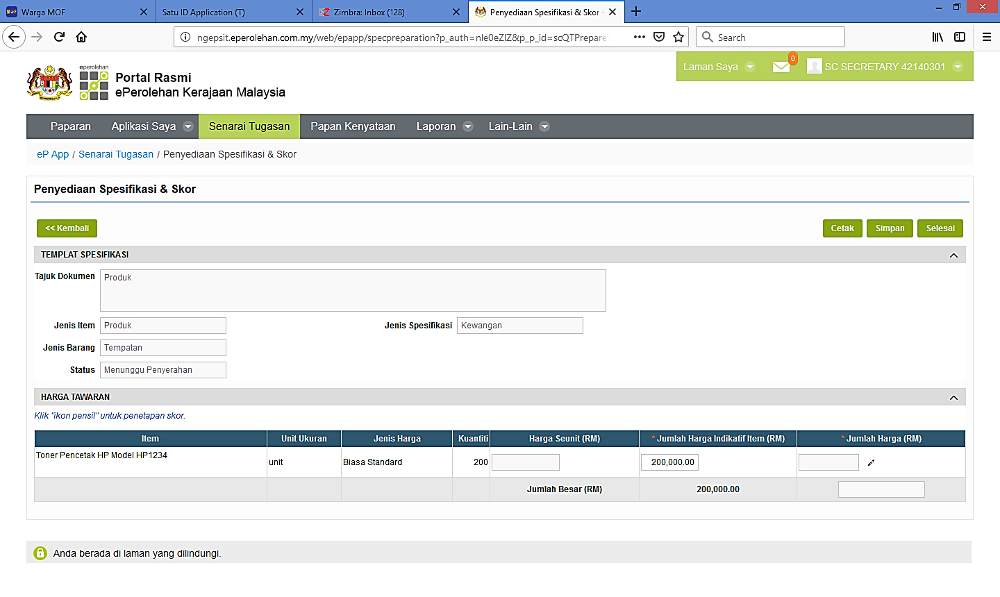 Warga MOF
Satu ID Application (T)
Zimbra: Inbox (128)
Penyediaan Spesifikasi & Skor -
ngepsit.eperolehan.com.my/web/epapp/specpreparation?p_auth=nle0eZlZ&p_p_id=scQTPrepare
Search
eperolehan
Portal Rasmi
ePerolehan Kerajaan Malaysia
Laman Saya
0
SC SECRETARY 42140301
Paparan Aplikasi Saya Senarai Tugasan Papan Kenyataan Laporan Lain-Lain
eP App / Senarai Tugasan / Penyediaan Spesifikasi & Skor
Penyediaan Spesifikasi & Skor
<< Kembali Cetak Simpan Selesai
TEMPLAT SPESIFIKASI
Tajuk Dokumen Produk
Jenis Item Produk Jenis Spesifikasi Kewangan
Jenis Barang Tempatan
Status Menunggu Penyerahan
HARGA TAWARAN
Klik "ikon pensil" untuk penetapan skor.
Item Unit Ukuran Jenis Harga Kuantiti Harga Seunit (RM) * Jumlah Harga Indikatif Item (RM) * Jumlah Harga (RM)
Toner Pencetak HP Model HP1234 unit Biasa Standard 200 200,000.00
Jumlah Besar (RM) 200,000.00
Anda berada di laman yang dilindungi.